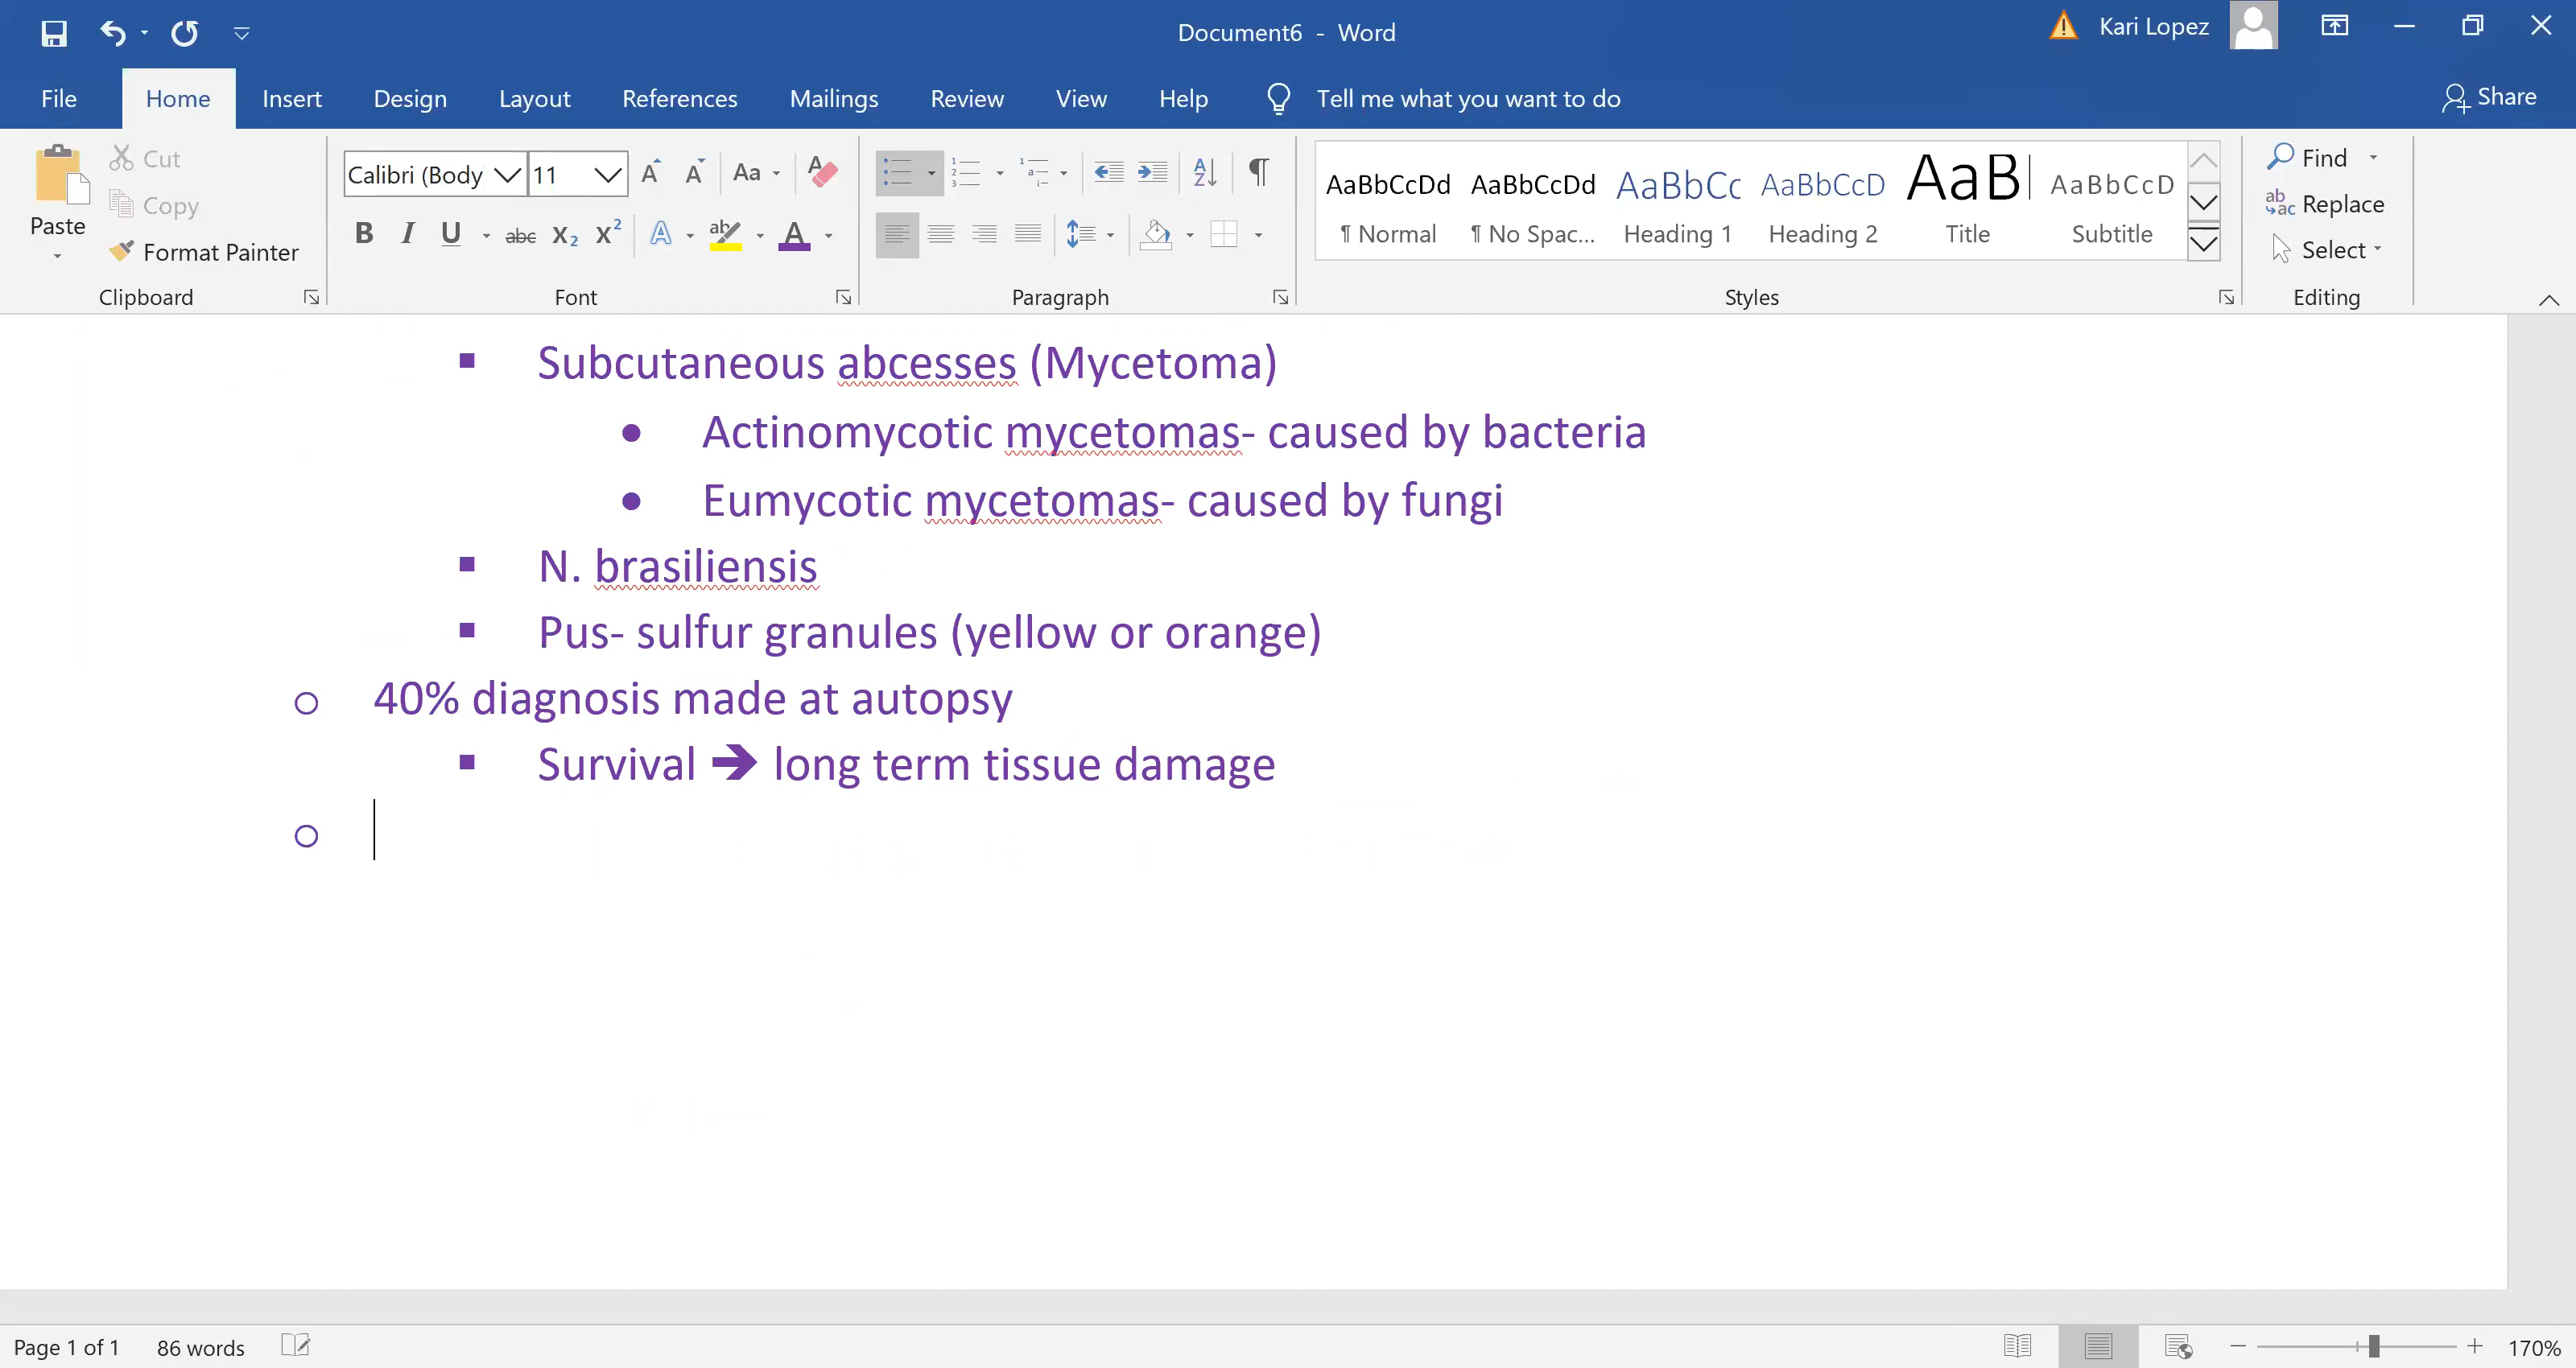 Document6 - Word
Kari Lopez
File Home Insert Design Layout References Mailings Review View Help Tell me what you want to do Share
Paste
Cut
Copy
Format Painter
Clipboard
Calibri (Body 11
Font
Paragraph
AaBbCcDd AaBbCcDd AaBbCc AaBbCcD AaB AaBbCcD
¶ Normal ¶ No Spac... Heading 1 Heading 2 Title Subtitle
Styles
Find
Replace
Select
Editing
▪ Subcutaneous abcesses (Mycetoma)
• Actinomycotic mycetomas- caused by bacteria
• Eumycotic mycetomas- caused by fungi
▪ N. brasiliensis
▪ Pus- sulfur granules (yellow or orange)
o 40% diagnosis made at autopsy
▪ Survival ➔ long term tissue damage
o
Page 1 of 1 86 words 170%